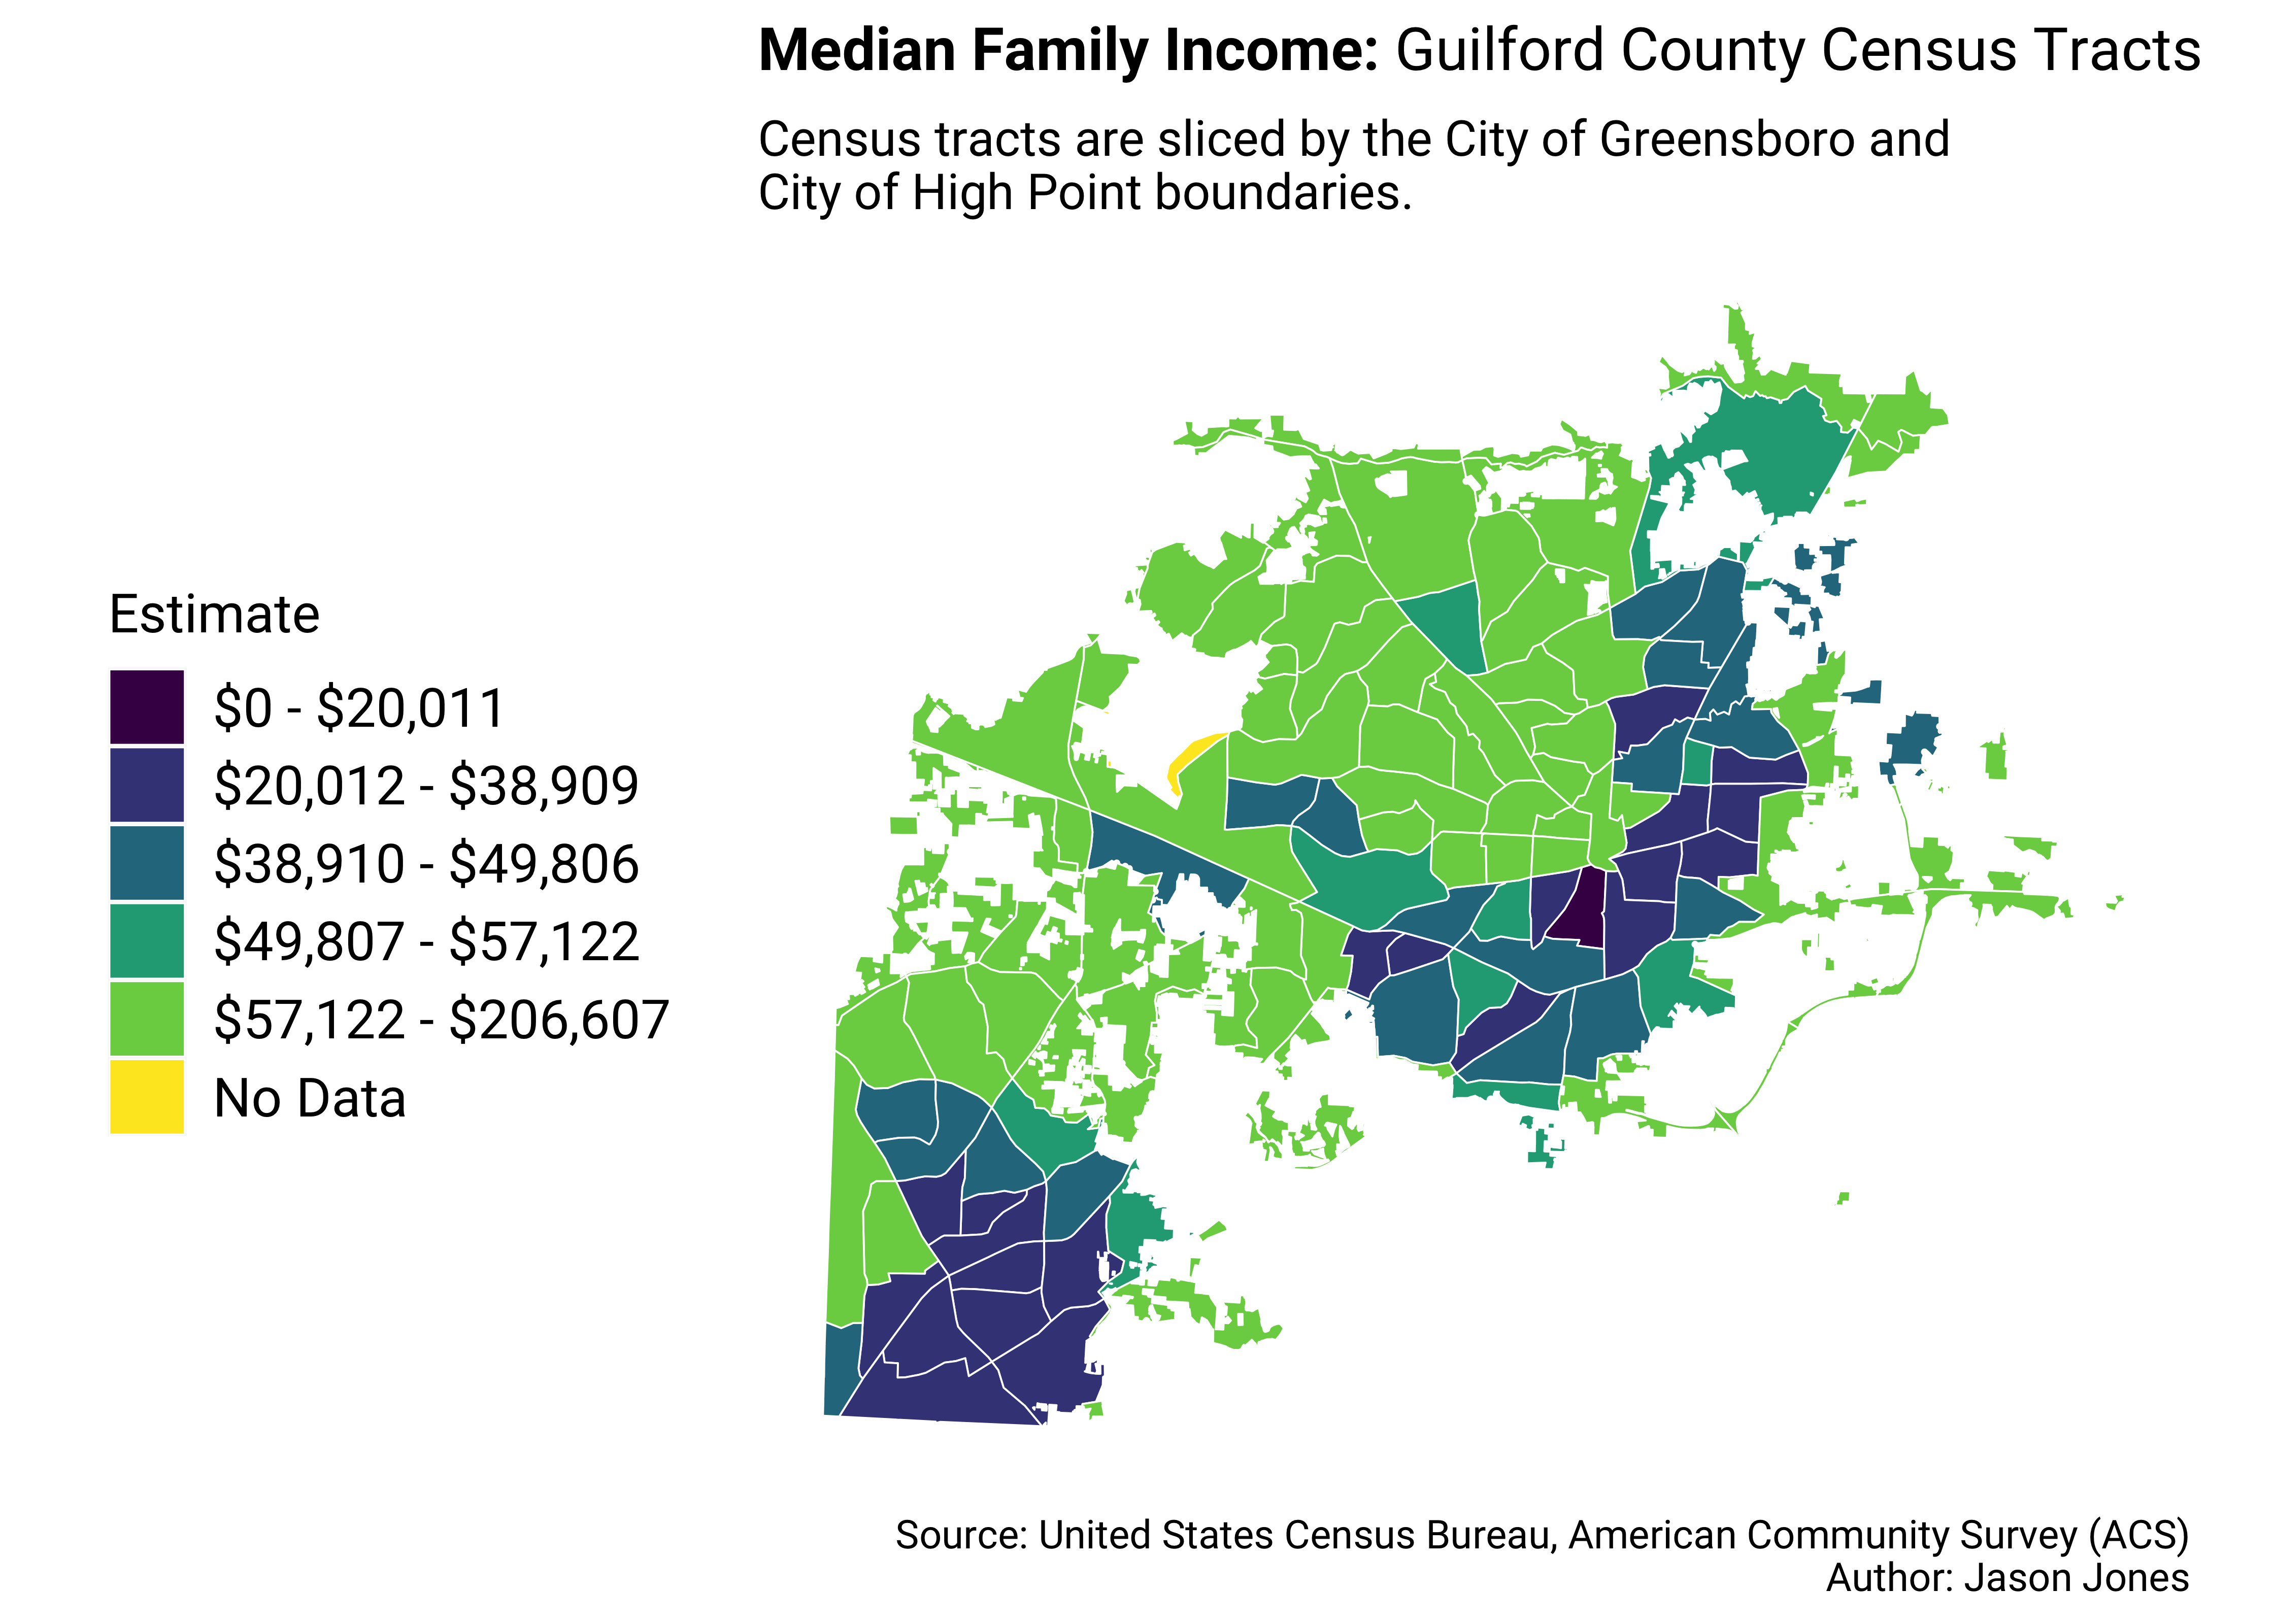 Median Family Income: Guilford County Census Tracts
Census tracts are sliced by the City of Greensboro and
City of High Point boundaries.
Estimate
$0 - $20,011
$20,012 - $38,909
$38,910 - $49,806
$49,807 - $57,122
$57,122 - $206,607
No Data
Source: United States Census Bureau, American Community Survey (ACS)
Author: Jason Jones